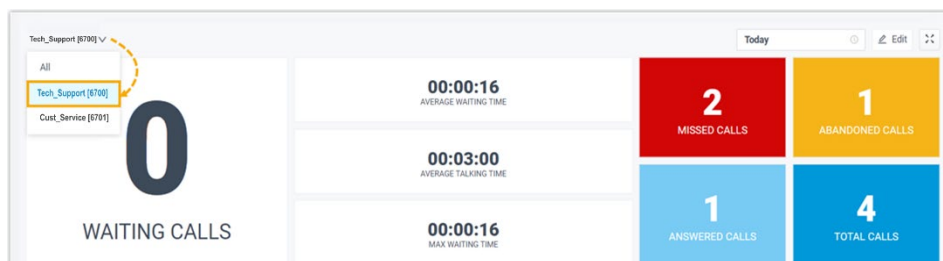 Tech_Support [6700]
Today
Edit
All
Tech_Support [6700]
Cust_Service [6701]
0
WAITING CALLS
00:00:16
AVERAGE WAITING TIME
00:03:00
AVERAGE TALKING TIME
00:00:16
MAX WAITING TIME
2
MISSED CALLS
1
ABANDONED CALLS
1
ANSWERED CALLS
4
TOTAL CALLS